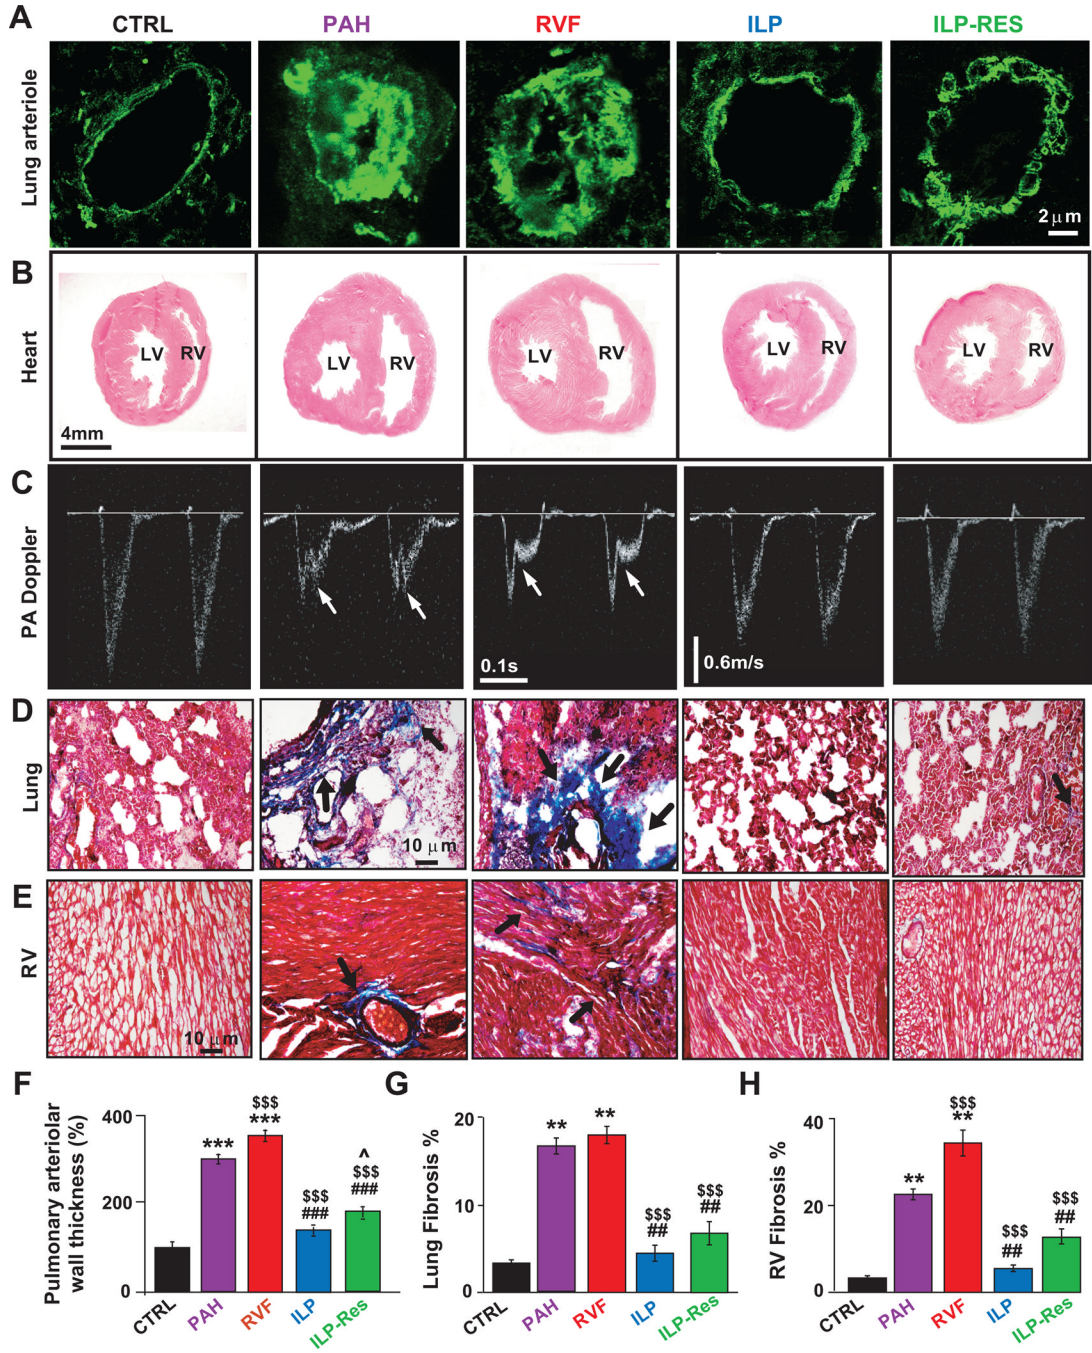 A CTRL PAH RVF ILP ILP-RES
Lung arteriole
2 μm
B
Heart
LV RV LV RV LV RV LV RV LV RV
4mm
C
PA Doppler
0.1s 0.6m/s
D
Lung
10 μm
E
RV
10 μm
F
Pulmonary arteriolar
wall thickness (%)
400
200
0
***
$$$
***
$$$
###
^
$$$
###
CTRL PAH RVF ILP ILP-Res
G
Lung Fibrosis %
20
10
0
**
**
$$$
##
$$$
##
CTRL PAH RVF ILP ILP-Res
H
RV Fibrosis %
40
20
0
**
$$$
**
$$$
##
$$$
##
CTRL PAH RVF ILP ILP-Res